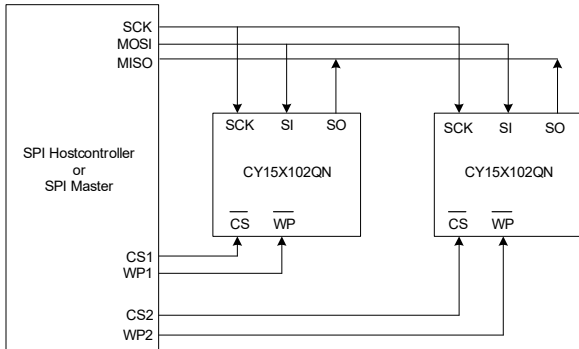 SCK
MOSI
MISO
SCK SI SO
SCK SI SO
SPI Hostcontroller
or
SPI Master
CY15X102QN
CY15X102QN
CS WP
CS WP
CS1
WP1
CS2
WP2